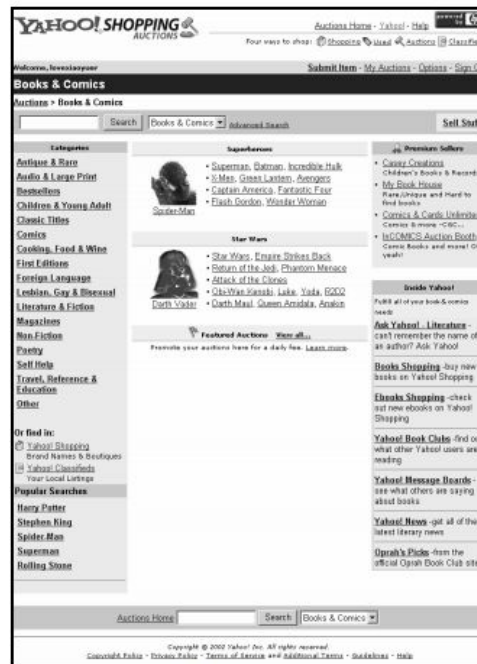 YAHOO! SHOPPING
AUCTIONS
Auctions Home - Yahoo! - Help
powered by
Four ways to shop: Shopping Used Auctions Classifie
Welcome, lovexiaoyuer
Submit Item - My Auctions - Options - Sign O
Books & Comics
Auctions > Books & Comics
Search Books & Comics Advanced Search
Sell Stuf
Categories
Antique & Rare
Audio & Large Print
Bestsellers
Children & Young Adult
Classic Titles
Comics
Cooking, Food & Wine
First Editions
Foreign Language
Lesbian, Gay & Bisexual
Literature & Fiction
Magazines
Non-Fiction
Poetry
Self Help
Travel, Reference &
Education
Other
Or find in:
Yahoo! Shopping
Brand Names & Boutiques
Yahoo! Classifieds
Your Local Listings
Popular Searches
Harry Potter
Stephen King
Spider-Man
Superman
Rolling Stone
Superheroes
Spider-Man
• Superman, Batman, Incredible Hulk
• X-Men, Green Lantern, Avengers
• Captain America, Fantastic Four
• Flash Gordon, Wonder Woman
Star Wars
Darth Vader
• Star Wars, Empire Strikes Back
• Return of the Jedi, Phantom Menace
• Attack of the Clones
• Obi-Wan Kenobi, Luke, Yoda, R2D2
• Darth Maul, Queen Amidala, Anakin
Featured Auctions View all...
Promote your auctions here for a daily fee. Learn more.
Premium Sellers
• Casey Creations
Children's Books & Record
• My Book House
Rare,Unique and Hard to
find books
• Comics & Cards Unlimite
Comics & more -C&C...
• InCOMICS Auction Booth
Comic Books and more! O
yeah!
Inside Yahoo!
Fulfill all of your book & comics
needs
Ask Yahoo! - Literature -
can't remember the name of
an author? Ask Yahoo!
Books Shopping -buy new
books on Yahoo! Shopping
Ebooks Shopping -check
out new ebooks on Yahoo!
Shopping
Yahoo! Book Clubs -find ou
what other Yahoo! users are
reading
Yahoo! Message Boards -
see what others are saying
about books
Yahoo! News -get all of the
latest literary news
Oprah's Picks -from the
official Oprah Book Club site
Auctions Home Search Books & Comics
Copyright © 2002 Yahoo! Inc. All rights reserved.
Copyright Policy - Privacy Policy - Terms of Service and Additional Terms - Guidelines - Help